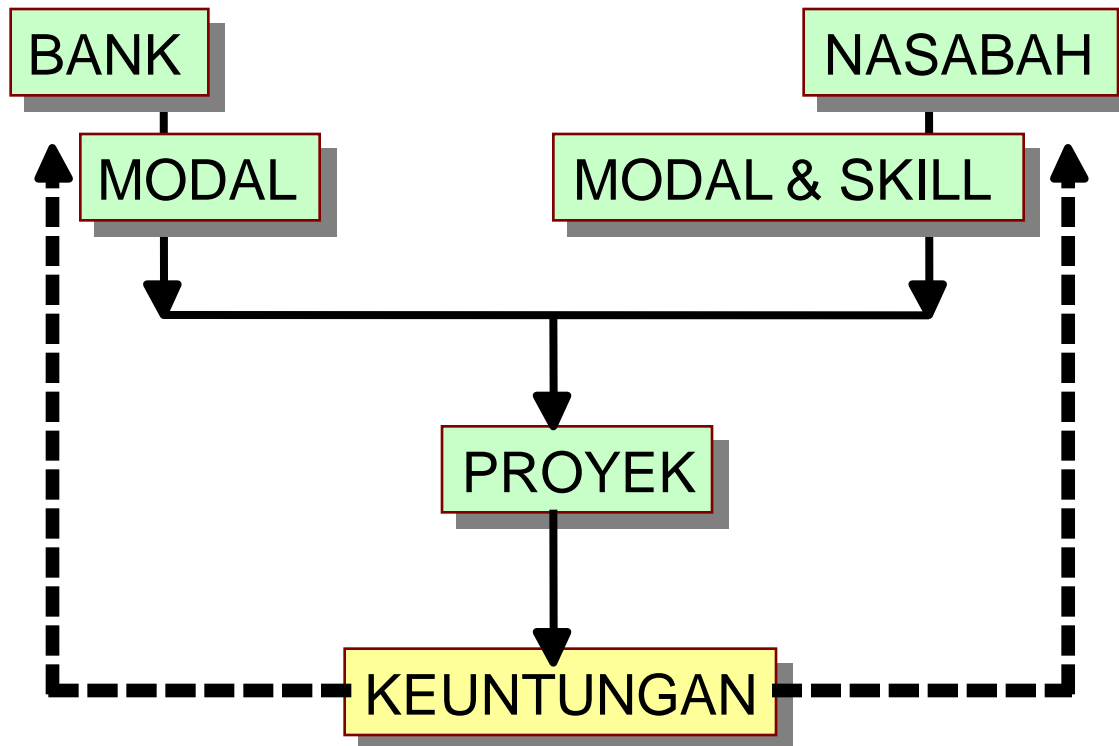 BANK
NASABAH
MODAL
MODAL & SKILL
PROYEK
KEUNTUNGAN